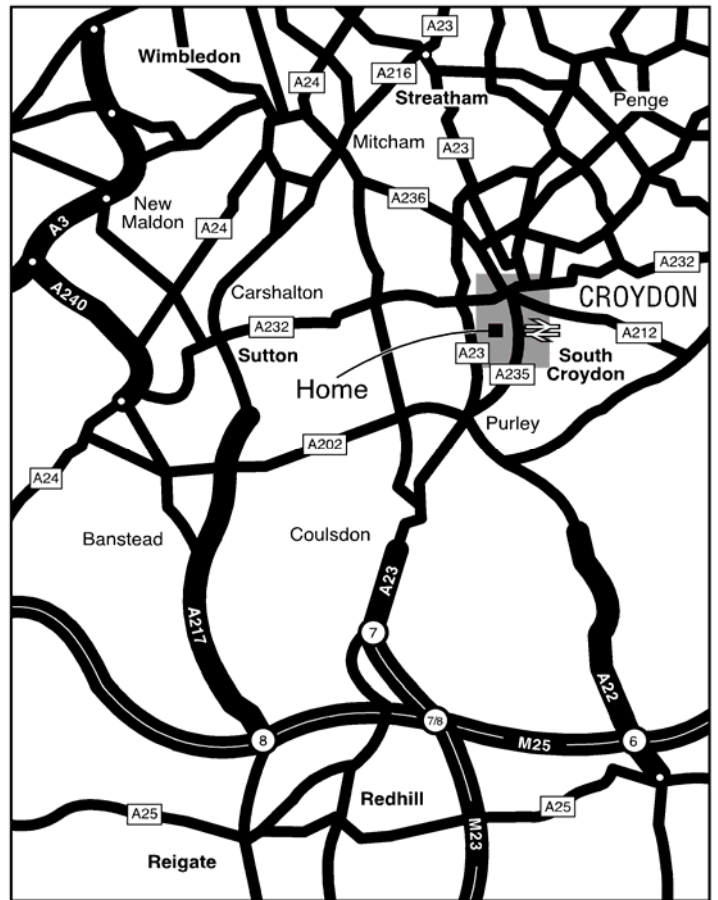 A23
Wimbledon
A24
A216
Streatham
Penge
Mitcham
A23
A236
New
Maldon
A24
A3
A232
A240
Carshalton
CROYDON
A232
A212
Sutton
A23
South
Croydon
A235
Home
Purley
A202
A24
Banstead
Coulsdon
A23
A217
7
A22
7/8
8
M25
6
Redhill
A25
A25
M23
Reigate